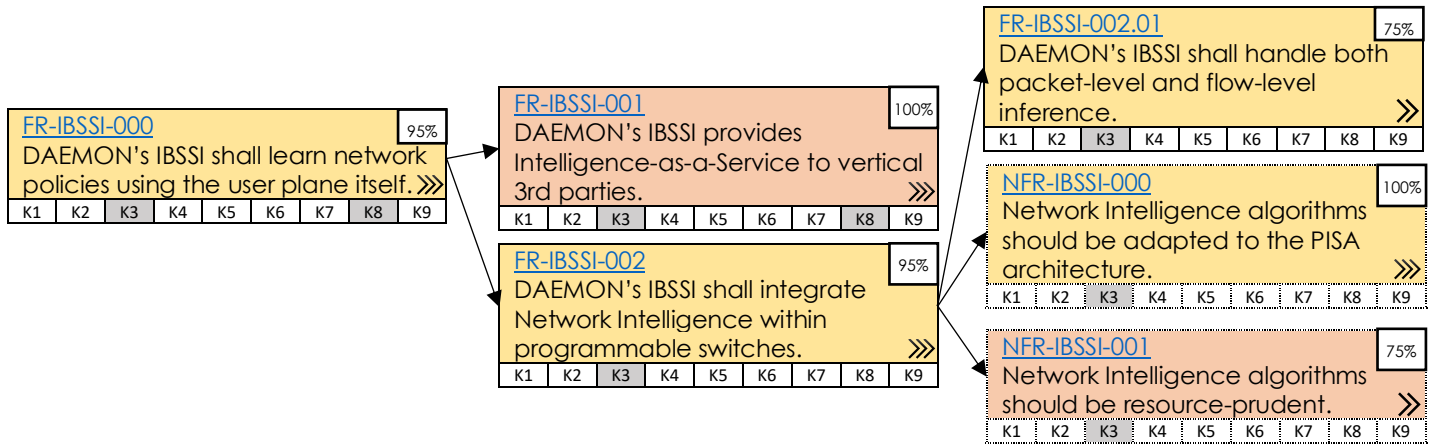 FR-IBSSI-000
95%
DAEMON's IBSSI shall learn network
policies using the user plane itself.
K1 K2 K3 K4 K5 K6 K7 K8 K9
FR-IBSSI-001
100%
DAEMON's IBSSI provides
Intelligence-as-a-Service to vertical
3rd parties.
K1 K2 K3 K4 K5 K6 K7 K8 K9
FR-IBSSI-002
95%
DAEMON's IBSSI shall integrate
Network Intelligence within
programmable switches.
K1 K2 K3 K4 K5 K6 K7 K8 K9
FR-IBSSI-002.01
75%
DAEMON's IBSSI shall handle both
packet-level and flow-level
inference.
K1 K2 K3 K4 K5 K6 K7 K8 K9
NFR-IBSSI-000
100%
Network Intelligence algorithms
should be adapted to the PISA
architecture.
K1 K2 K3 K4 K5 K6 K7 K8 K9
NFR-IBSSI-001
75%
Network Intelligence algorithms
should be resource-prudent.
K1 K2 K3 K4 K5 K6 K7 K8 K9